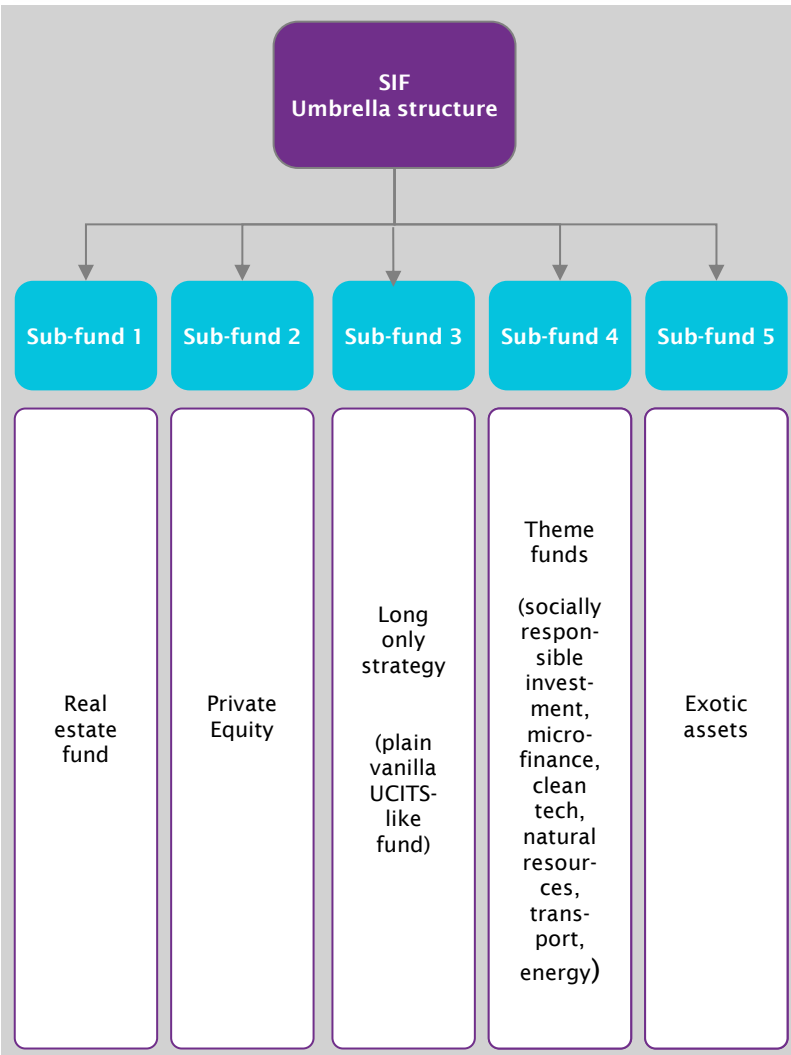 SIF
Umbrella structure
Sub-fund 1
Sub-fund 2
Sub-fund 3
Sub-fund 4
Sub-fund 5
Real
estate
fund
Private
Equity
Long
only
strategy
(plain
vanilla
UCITS-
like
fund)
Theme
funds
(socially
respon-
sible
invest-
ment,
micro-
finance,
clean
tech,
natural
resour-
ces,
trans-
port,
energy)
Exotic
assets